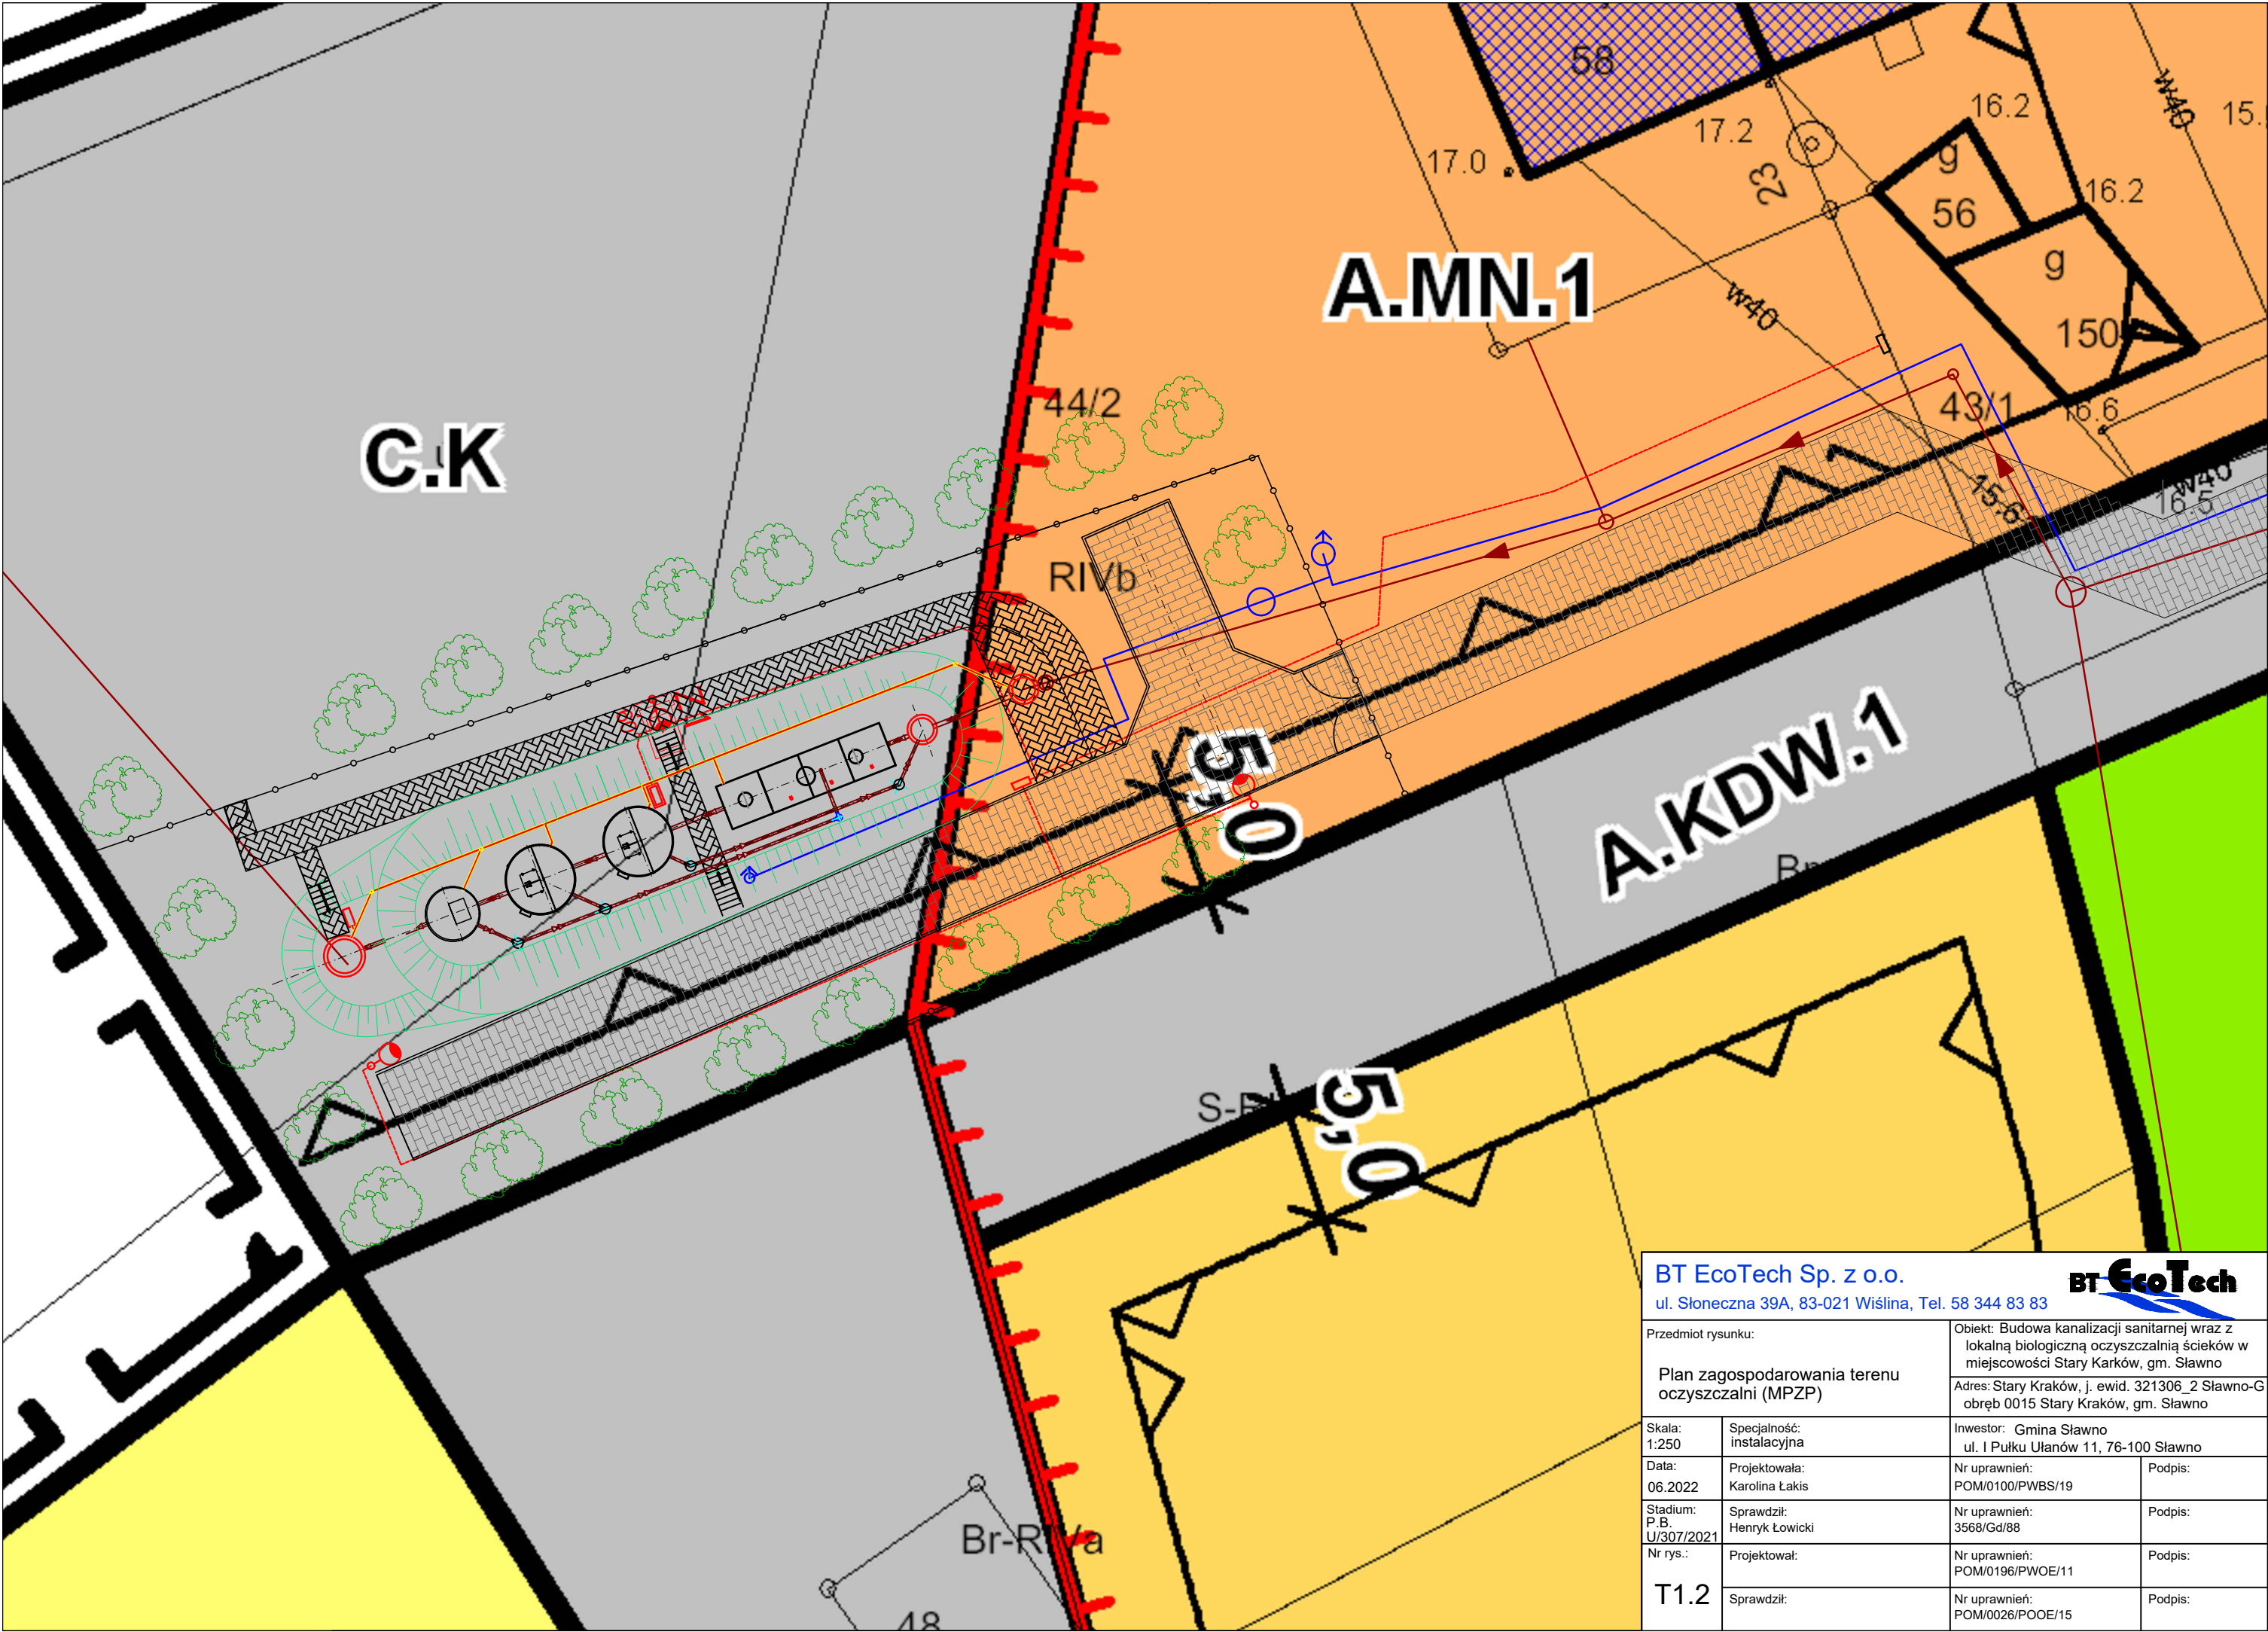 58
16.2
w40
15.
17.2
17.0
g
23
56
16.2
A.MN.1
g
w40
150
44/2
43/1
16.6
C.K
w40
16.5
15.6
RIVb
A.KDW.1
5,0
5,0
Br-RIVa
48
BT EcoTech Sp. z o.o.
ul. Słoneczna 39A, 83-021 Wiślina, Tel. 58 344 83 83
BT EcoTech
Przedmiot rysunku:
Plan zagospodarowania terenu
oczyszczalni (MPZP)
Obiekt: Budowa kanalizacji sanitarnej wraz z
lokalną biologiczną oczyszczalnią ścieków w
miejscowości Stary Karków, gm. Sławno
Adres: Stary Kraków, j. ewid. 321306_2 Sławno-G
obręb 0015 Stary Kraków, gm. Sławno
Skala:
1:250
Specjalność:
instalacyjna
Inwestor: Gmina Sławno
ul. I Pułku Ułanów 11, 76-100 Sławno
Data:
06.2022
Projektowała:
Karolina Łakis
Nr uprawnień:
POM/0100/PWBS/19
Podpis:
Stadium:
P.B.
U/307/2021
Sprawdził:
Henryk Łowicki
Nr uprawnień:
3568/Gd/88
Podpis:
Nr rys.:
T1.2
Projektował:
Nr uprawnień:
POM/0196/PWOE/11
Podpis:
Sprawdził:
Nr uprawnień:
POM/0026/POOE/15
Podpis: